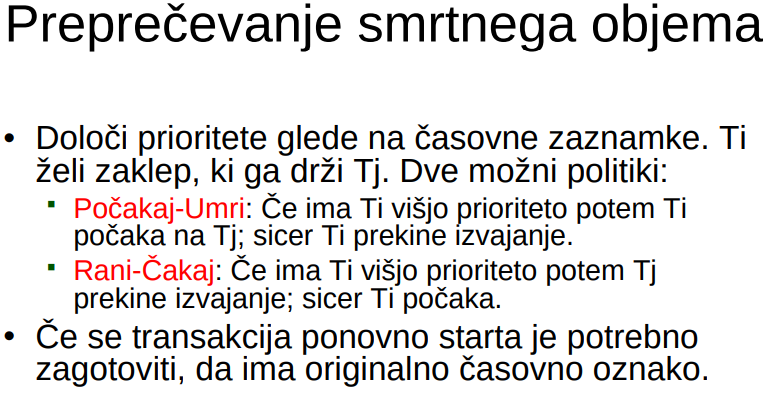 Preprečevanje smrtnega objema
• Določi prioritete glede na časovne zaznamke. Ti
želi zaklep, ki ga drži Tj. Dve možni politiki:
▪ Počakaj-Umri: Če ima Ti višjo prioriteto potem Ti
počaka na Tj; sicer Ti prekine izvajanje.
▪ Rani-Čakaj: Če ima Ti višjo prioriteto potem Tj
prekine izvajanje; sicer Ti počaka.
• Če se transakcija ponovno starta je potrebno
zagotoviti, da ima originalno časovno oznako.